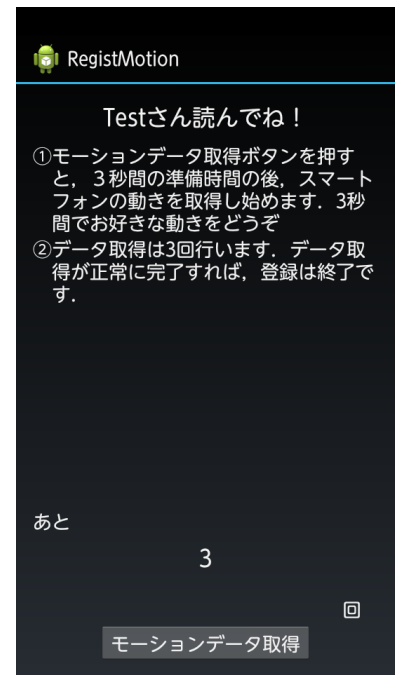 RegistMotion
Testさん読んでね！
①モーションデータ取得ボタンを押す
と，３秒間の準備時間の後，スマート
フォンの動きを取得し始めます．3秒
間でお好きな動きをどうぞ
②データ取得は3回行います．データ取
得が正常に完了すれば，登録は終了で
す．
あと
3
回
モーションデータ取得